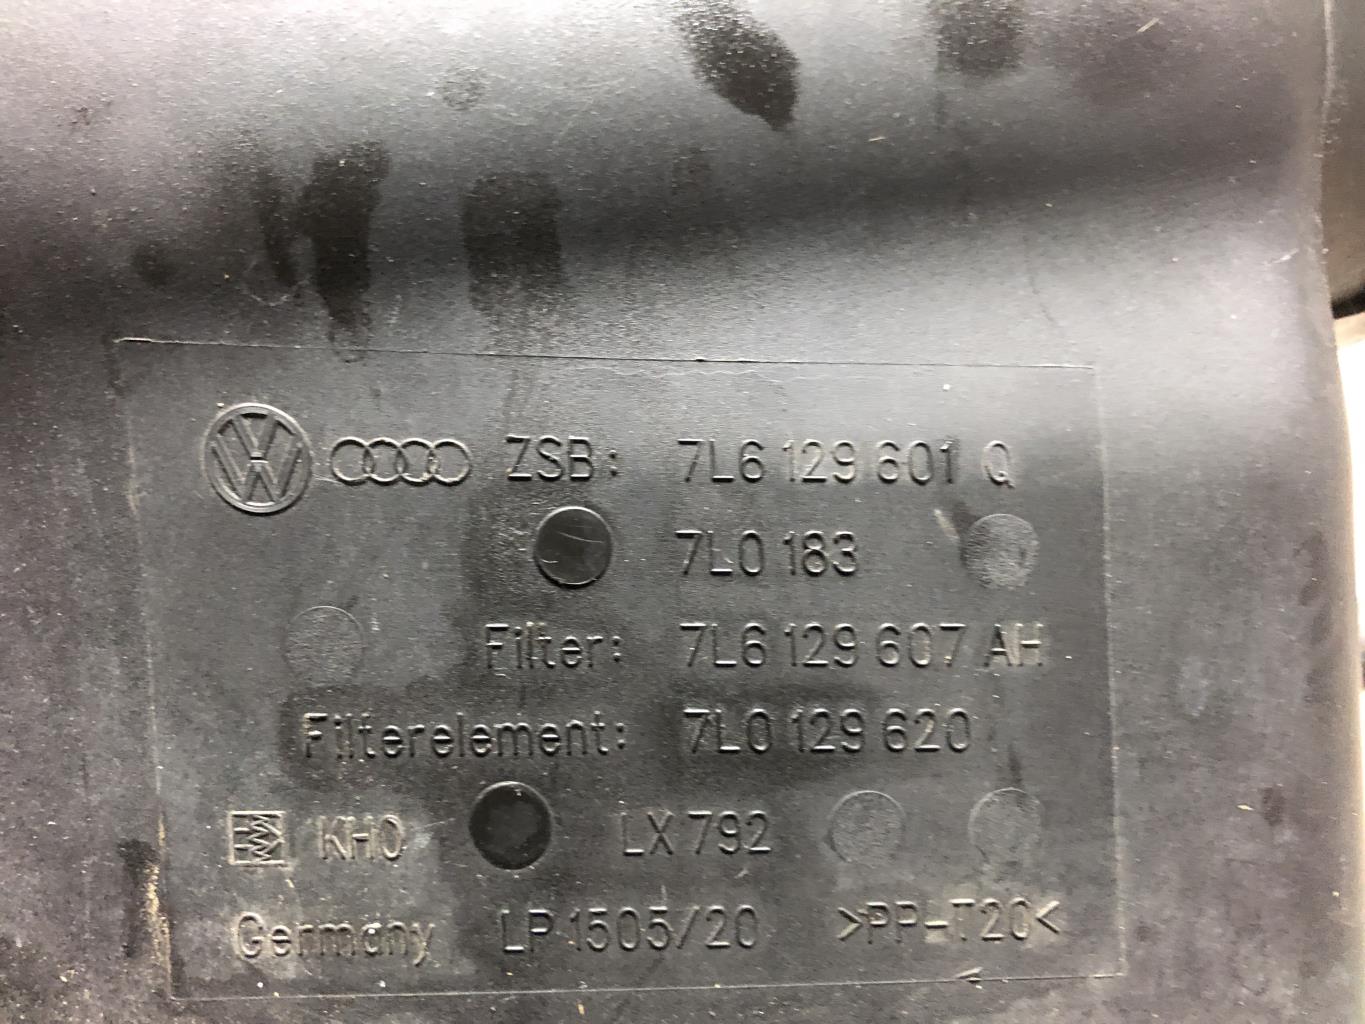 ZSB: 7L6 129 601 Q
7L0 183
Filter: 7L6 129 607 AH
Filterelement: 7L0 129 620
KHO LX 792
Germany LP 1505/20 >PP-T20<